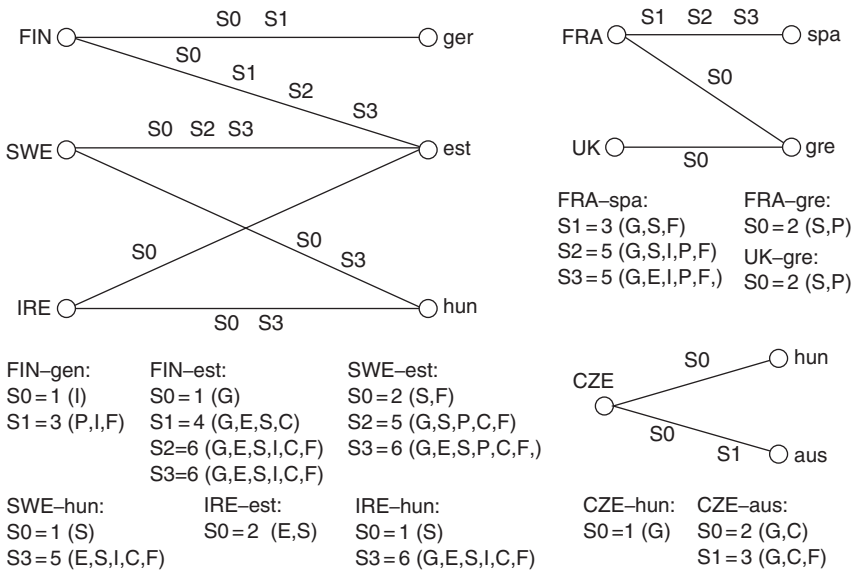 S0 S1
FIN
ger
S0
S1
S2
S3
S0 S2 S3
SWE
est
S0
S0
S3
IRE
hun
S0 S3
S1 S2 S3
FRA
spa
S0
UK
gre
S0
FRA–spa:
S1=3 (G,S,F)
S2=5 (G,S,I,P,F)
S3=5 (G,E,I,P,F,)
FRA–gre:
S0=2 (S,P)
UK–gre:
S0=2 (S,P)
S0
hun
CZE
S0
S1
aus
FIN–gen:
S0=1 (I)
S1=3 (P,I,F)
FIN–est:
S0=1 (G)
S1=4 (G,E,S,C)
S2=6 (G,E,S,I,C,F)
S3=6 (G,E,S,I,C,F)
SWE–est:
S0=2 (S,F)
S2=5 (G,S,P,C,F)
S3=6 (G,E,S,P,C,F,)
SWE–hun:
S0=1 (S)
S3=5 (E,S,I,C,F)
IRE–est:
S0=2 (E,S)
IRE–hun:
S0=1 (S)
S3=6 (G,E,S,I,C,F)
CZE–hun:
S0=1 (G)
CZE–aus:
S0=2 (G,C)
S1=3 (G,C,F)